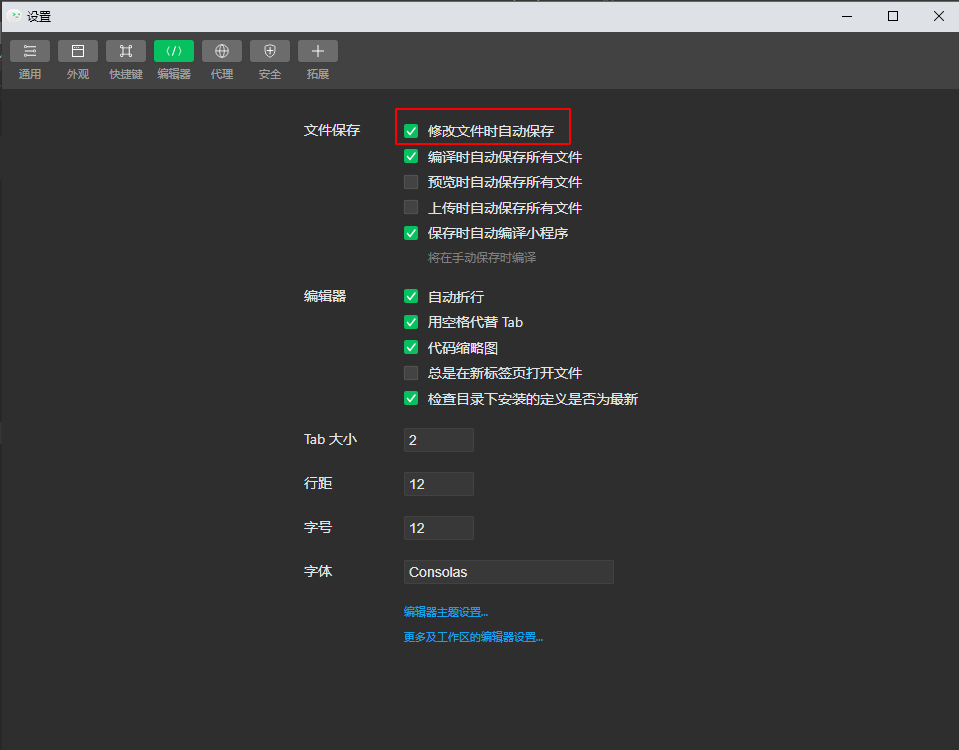 设置
通用 外观 快捷键 编辑器 代理 安全 拓展
文件保存 修改文件时自动保存
编译时自动保存所有文件
预览时自动保存所有文件
上传时自动保存所有文件
保存时自动编译小程序
将在手动保存时编译
编辑器 自动折行
用空格代替 Tab
代码缩略图
总是在新标签页打开文件
检查目录下安装的定义是否为最新
Tab 大小 2
行距 12
字号 12
字体 Consolas
编辑器主题设置...
更多及工作区的编辑器设置...